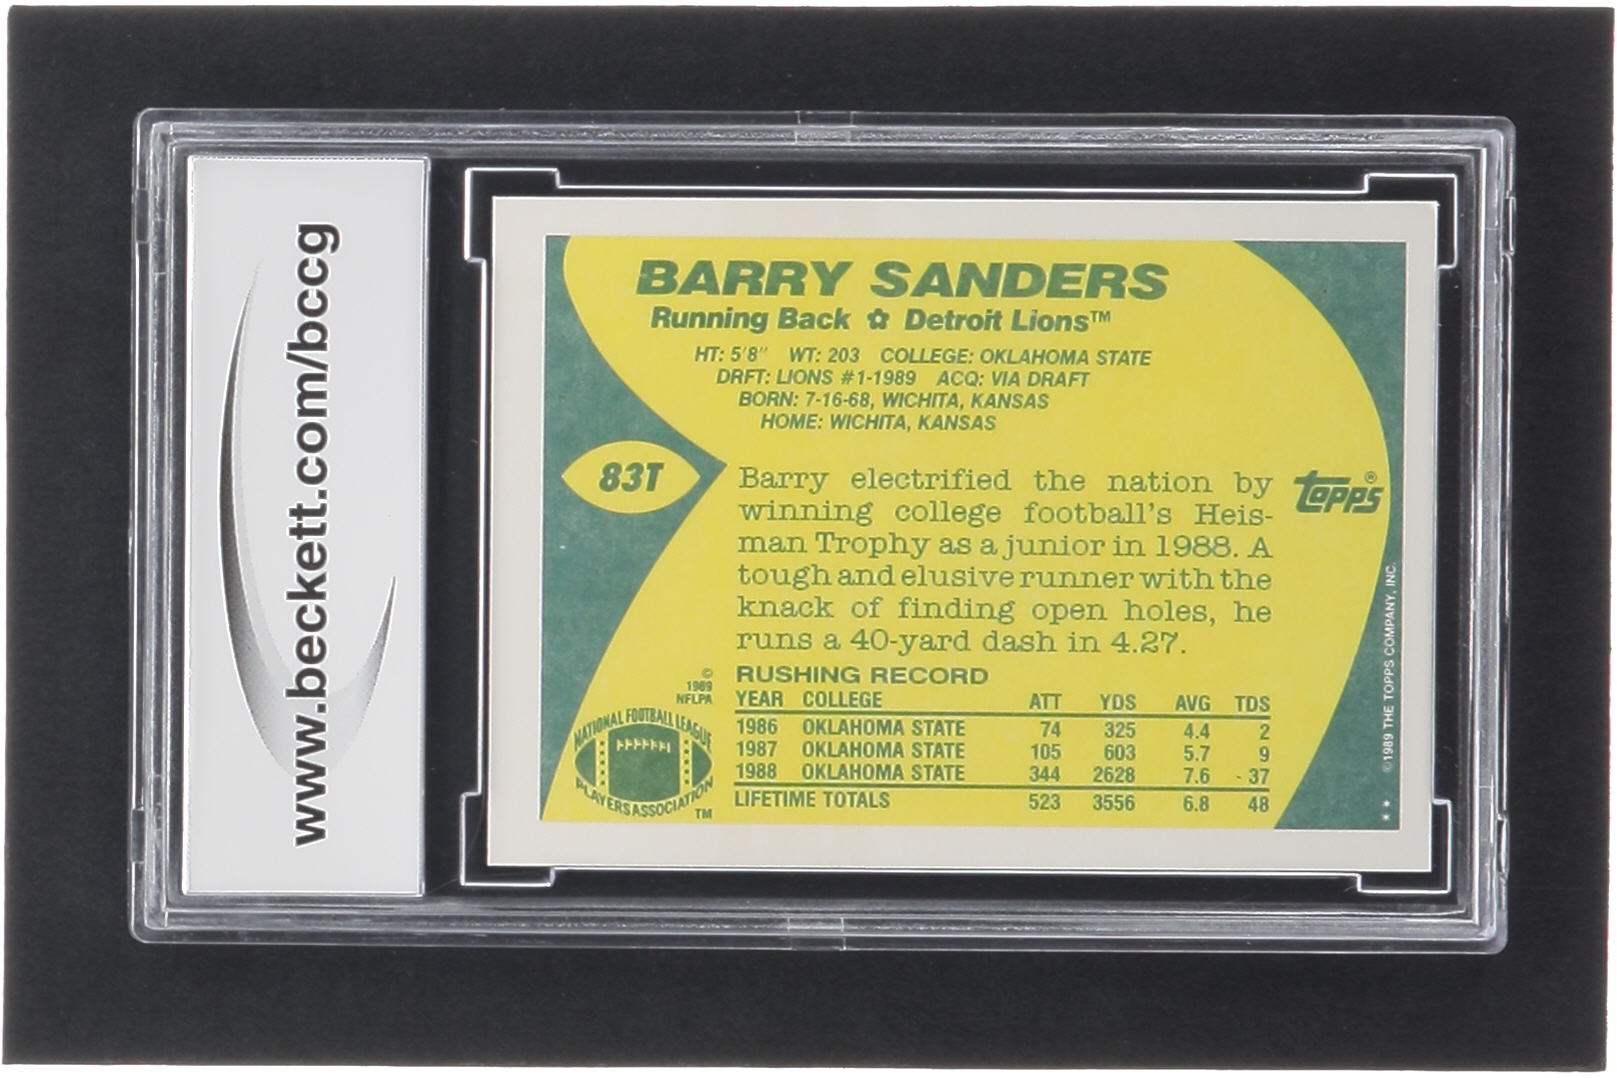 www.beckett.com/bccg
BARRY SANDERS
Running Back ✿ Detroit Lions™
HT: 5'8" WT: 203 COLLEGE: OKLAHOMA STATE
DRFT: LIONS #1-1989 ACQ: VIA DRAFT
BORN: 7-16-68, WICHITA, KANSAS
HOME: WICHITA, KANSAS
83T
Barry electrified the nation by
winning college football's Heis-
man Trophy as a junior in 1988. A
tough and elusive runner with the
knack of finding open holes, he
runs a 40-yard dash in 4.27.
topps®
RUSHING RECORD
YEAR COLLEGE ATT YDS AVG TDS
1986 OKLAHOMA STATE 74 325 4.4 2
1987 OKLAHOMA STATE 105 603 5.7 9
1988 OKLAHOMA STATE 344 2628 7.6 37
LIFETIME TOTALS 523 3556 6.8 48
©
1989
NFLPA
NATIONAL FOOTBALL LEAGUE
PLAYERS ASSOCIATION
TM
** ©1989 THE TOPPS COMPANY, INC.